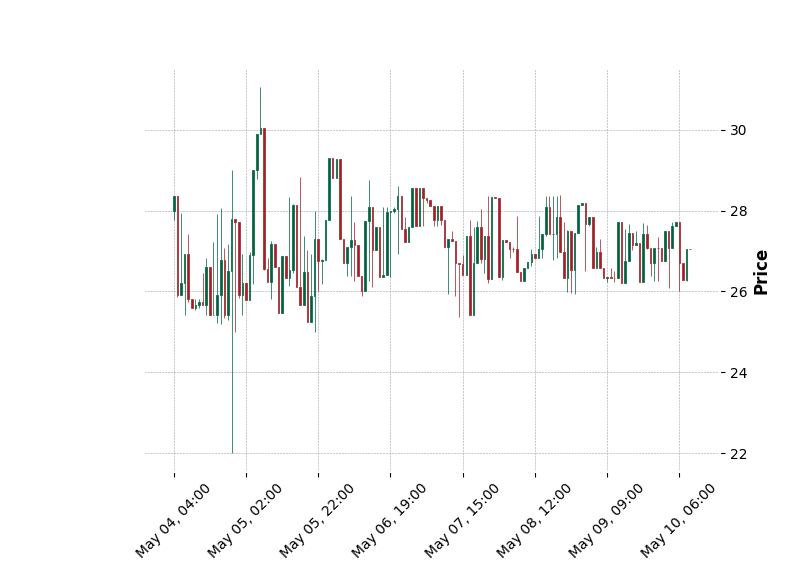 30
28
26
24
22
Price
May 04, 04:00
May 05, 02:00
May 05, 22:00
May 06, 19:00
May 07, 15:00
May 08, 12:00
May 09, 09:00
May 10, 06:00